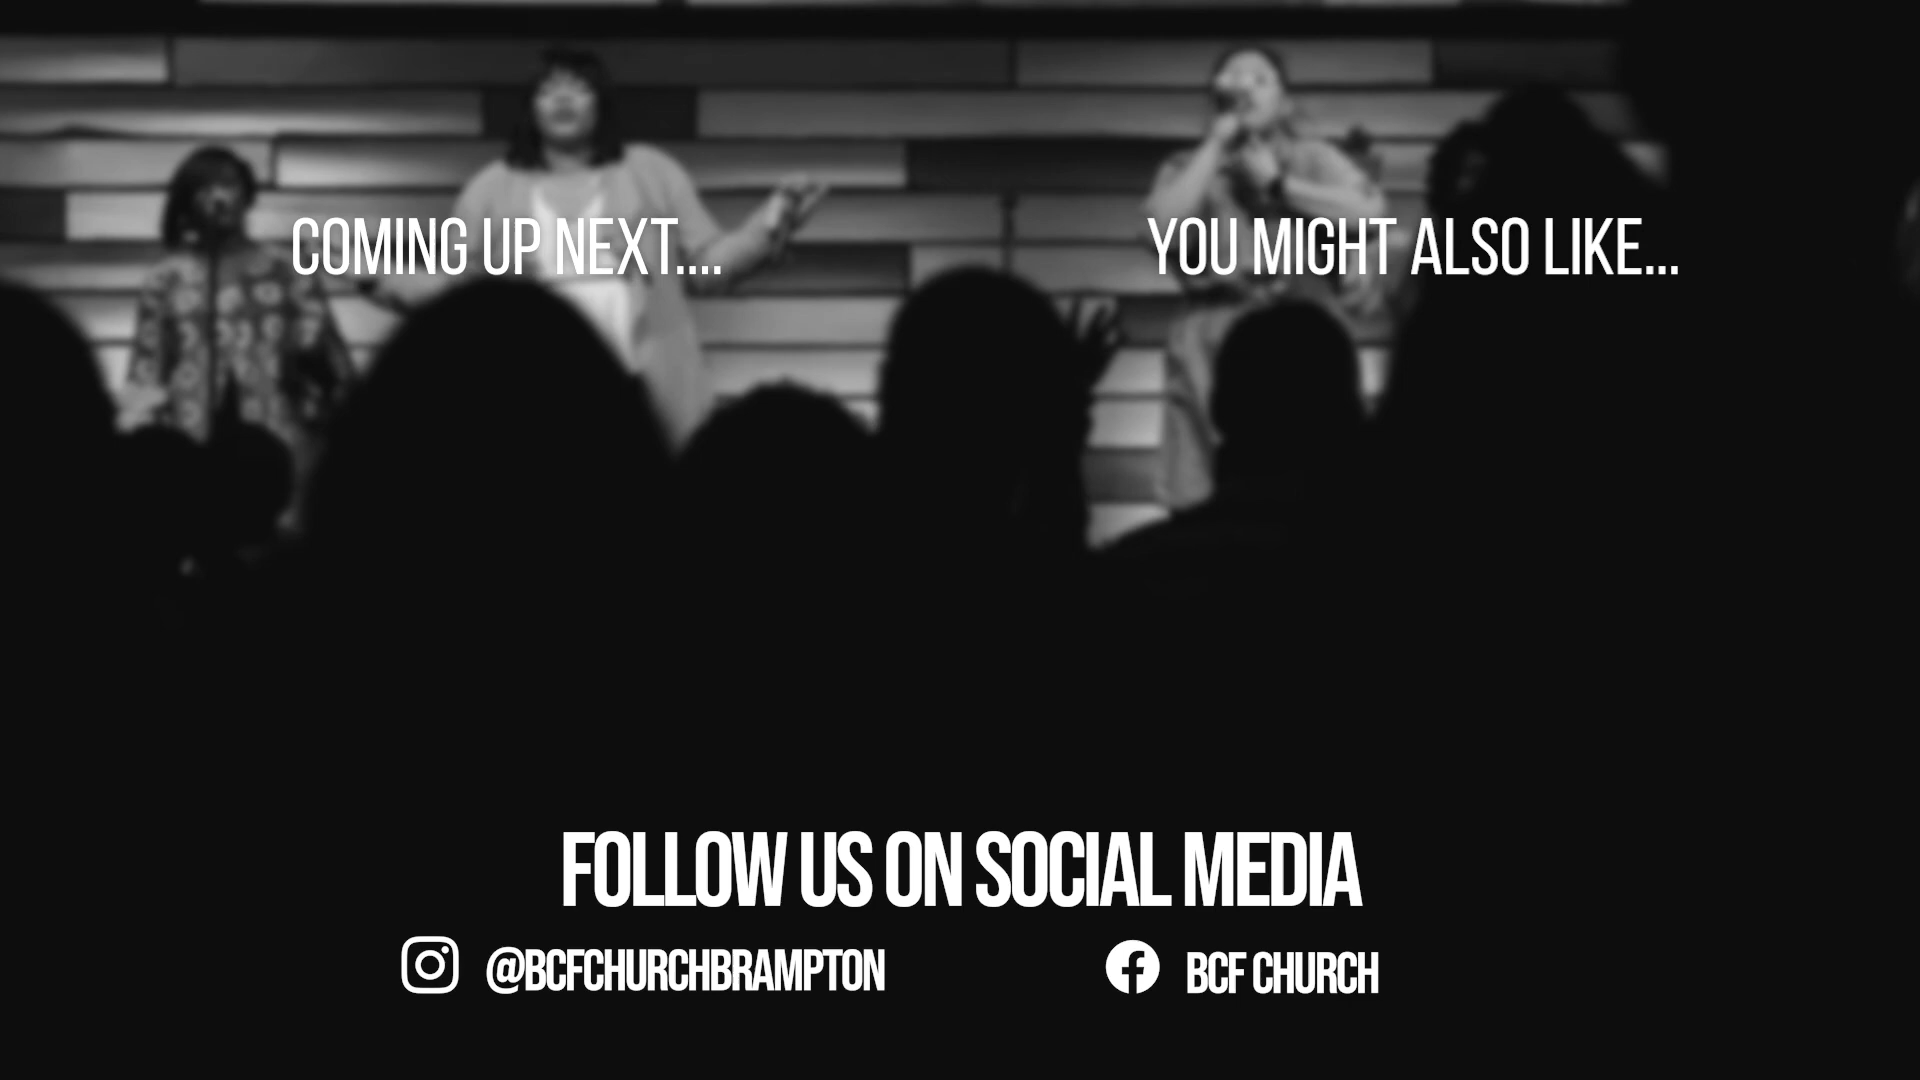 COMING UP NEXT....
YOU MIGHT ALSO LIKE...
FOLLOW US ON SOCIAL MEDIA
@BCFCHURCHBRAMPTON
BCF CHURCH